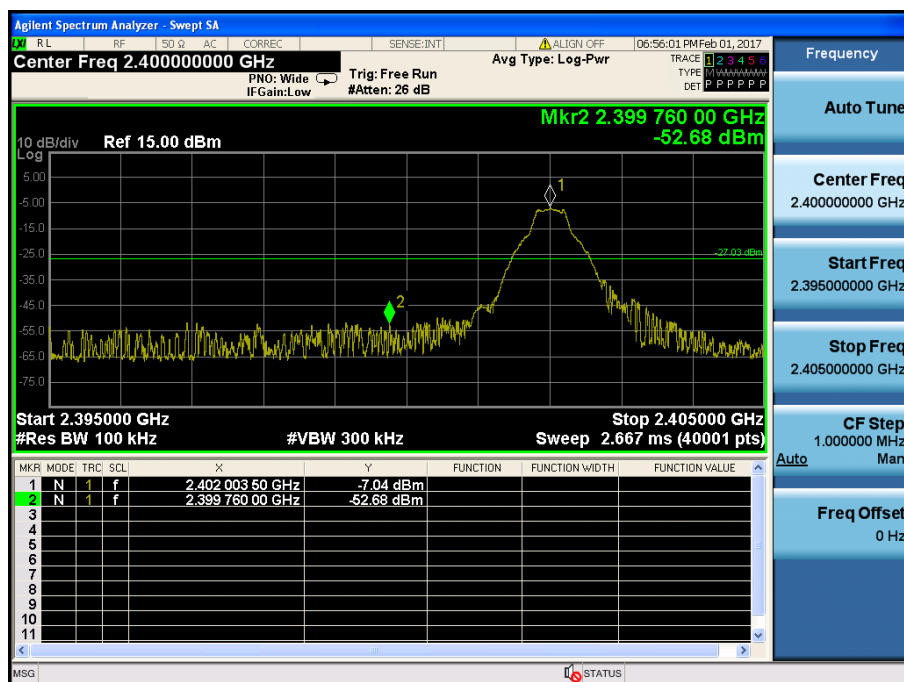 Agilent Spectrum Analyzer - Swept SA
LXI RL RF 50 Ω AC CORREC SENSE:INT ALIGN OFF 06:56:01 PM Feb 01, 2017
Center Freq 2.400000000 GHz
PNO: Wide
IFGain:Low
Trig: Free Run
#Atten: 26 dB
Avg Type: Log-Pwr
TRACE 1 2 3 4 5 6
TYPE MWWWWW
DET P P P P P P
Mkr2 2.399 760 00 GHz
-52.68 dBm
10 dB/div Ref 15.00 dBm
Log
5.00
-5.00
-15.0
-25.0
-35.0
-45.0
-55.0
-65.0
-75.0
1
-27.03 dBm
2
Start 2.395000 GHz Stop 2.405000 GHz
#Res BW 100 kHz #VBW 300 kHz Sweep 2.667 ms (40001 pts)
MKR MODE TRC SCL X Y FUNCTION FUNCTION WIDTH FUNCTION VALUE
1 N 1 f 2.402 003 50 GHz -7.04 dBm
2 N 1 f 2.399 760 00 GHz -52.68 dBm
3
4
5
6
7
8
9
10
11
MSG STATUS
Frequency
Auto Tune
Center Freq
2.400000000 GHz
Start Freq
2.395000000 GHz
Stop Freq
2.405000000 GHz
CF Step
1.000000 MHz
Auto Man
Freq Offset
0 Hz